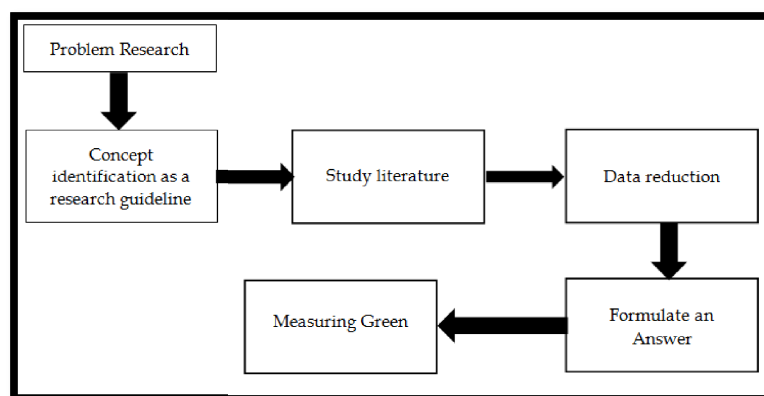 Problem Research
Concept
identification as a
research guideline
Study literature
Data reduction
Formulate an
Answer
Measuring Green